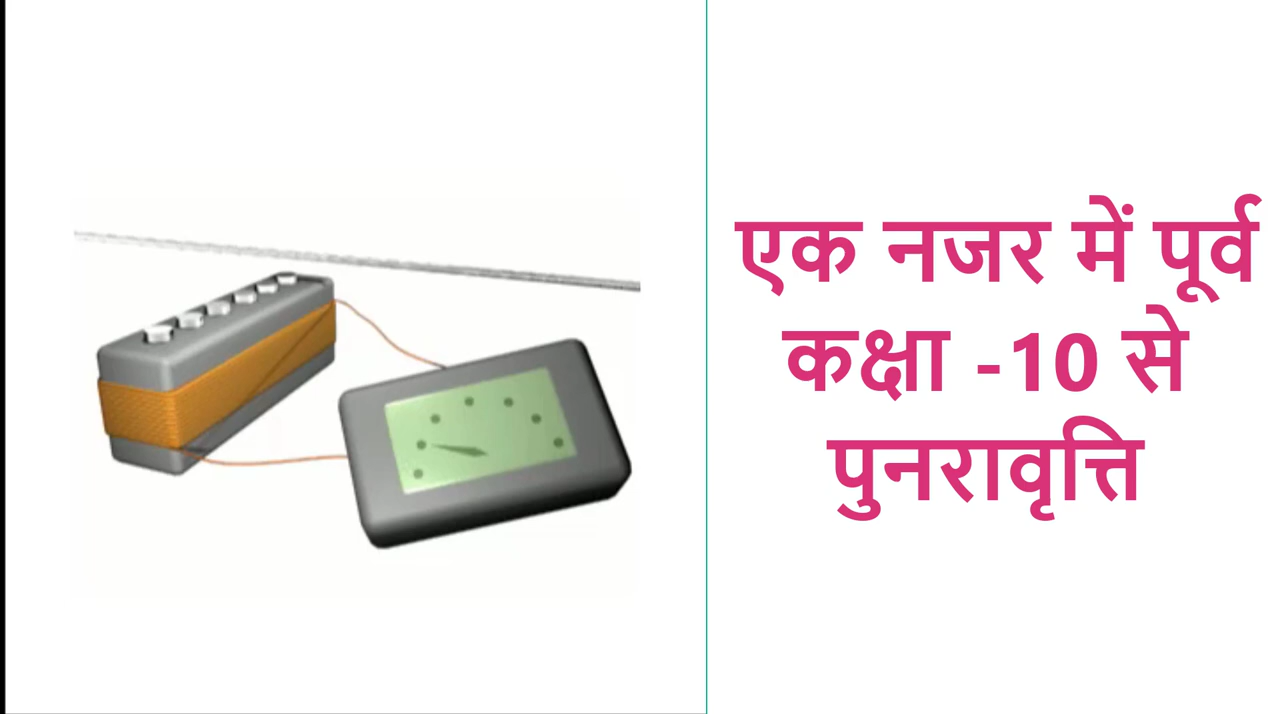 एक नजर में पूर्व
कक्षा -10 से
पुनरावृत्ति